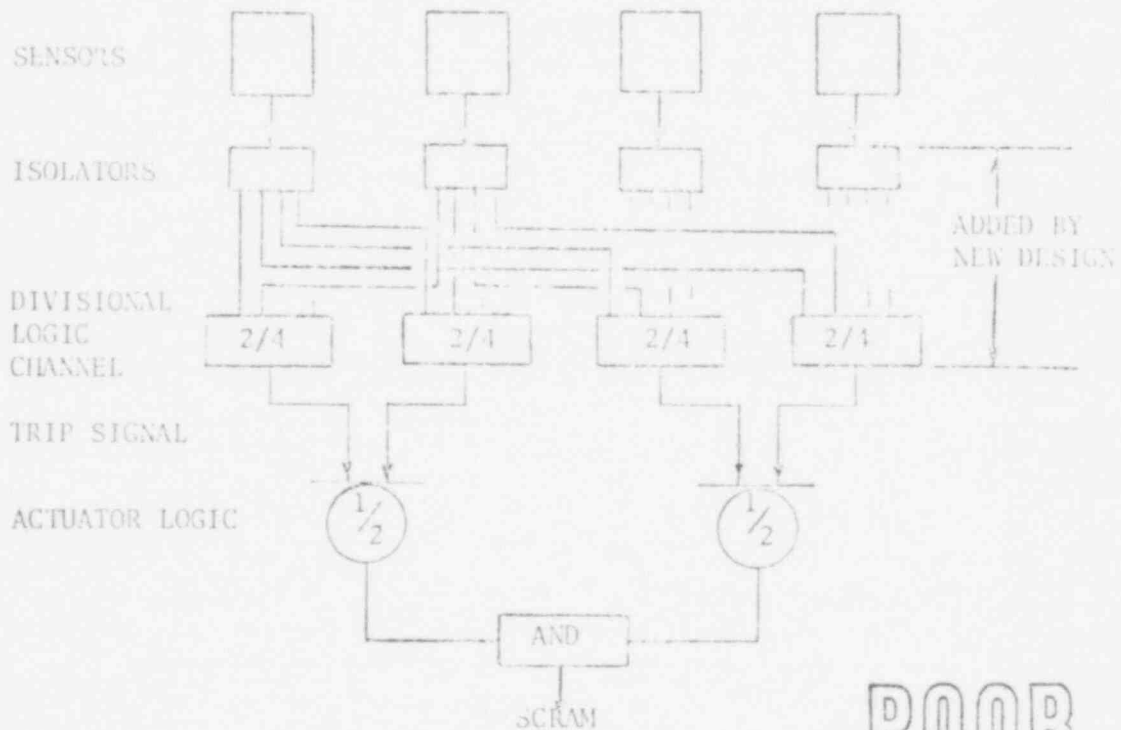 SENSORS
ISOLATORS
ADDED BY
NEW DESIGN
DIVISIONAL
LOGIC
CHANNEL
2/4
2/4
2/4
2/4
TRIP SIGNAL
ACTUATOR LOGIC
1/2
1/2
AND
SCRAM
POOR